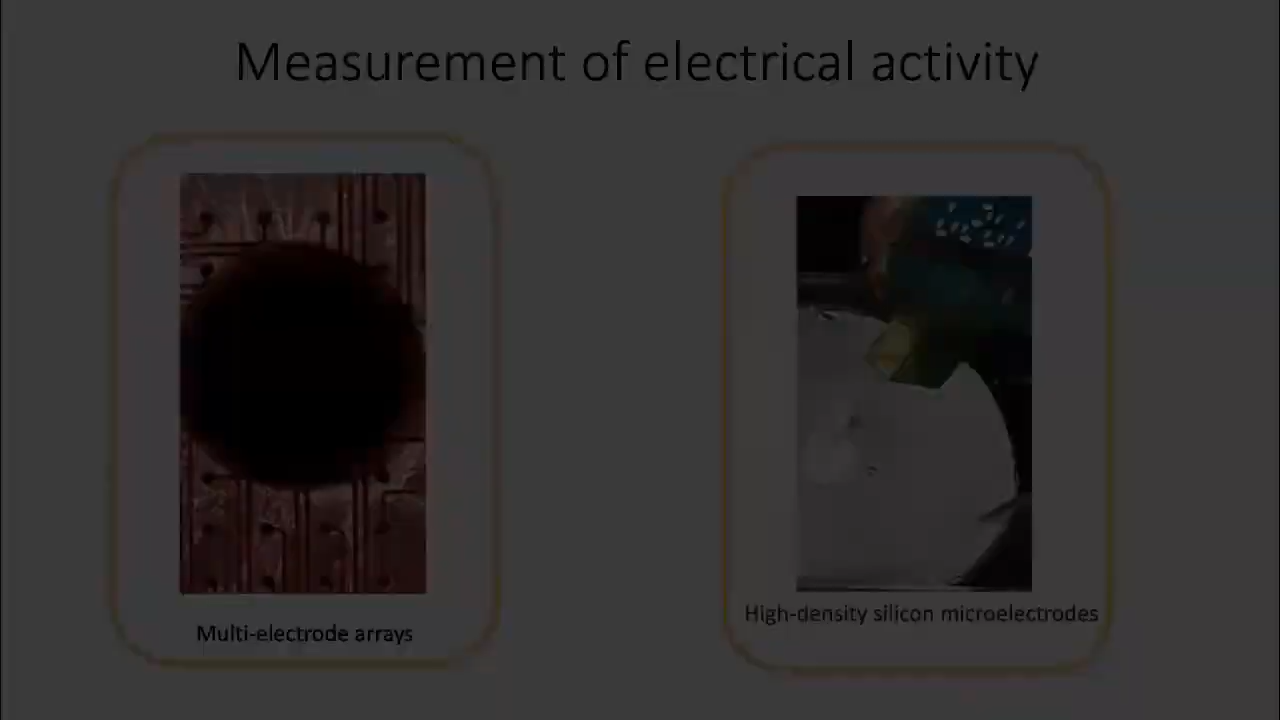 Measurement of electrical activity
Multi-electrode arrays
High-density silicon microelectrodes